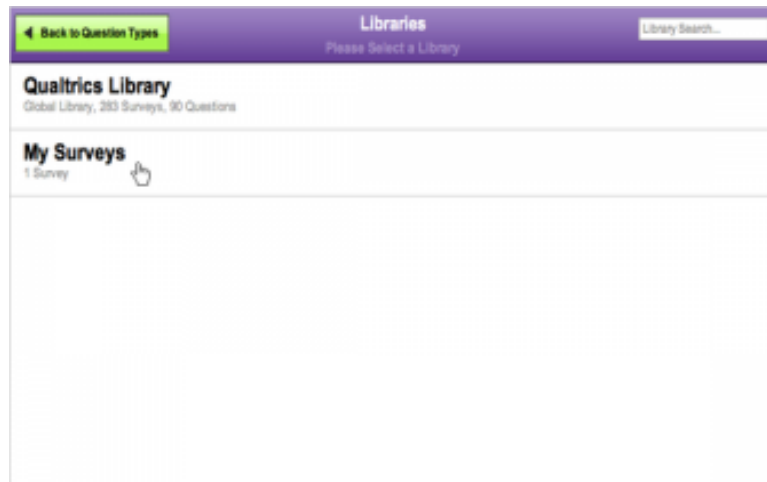 Back to Question Types
Libraries
Please Select a Library
Library Search...
Qualtrics Library
Global Library, 283 Surveys, 90 Questions
My Surveys
1 Survey